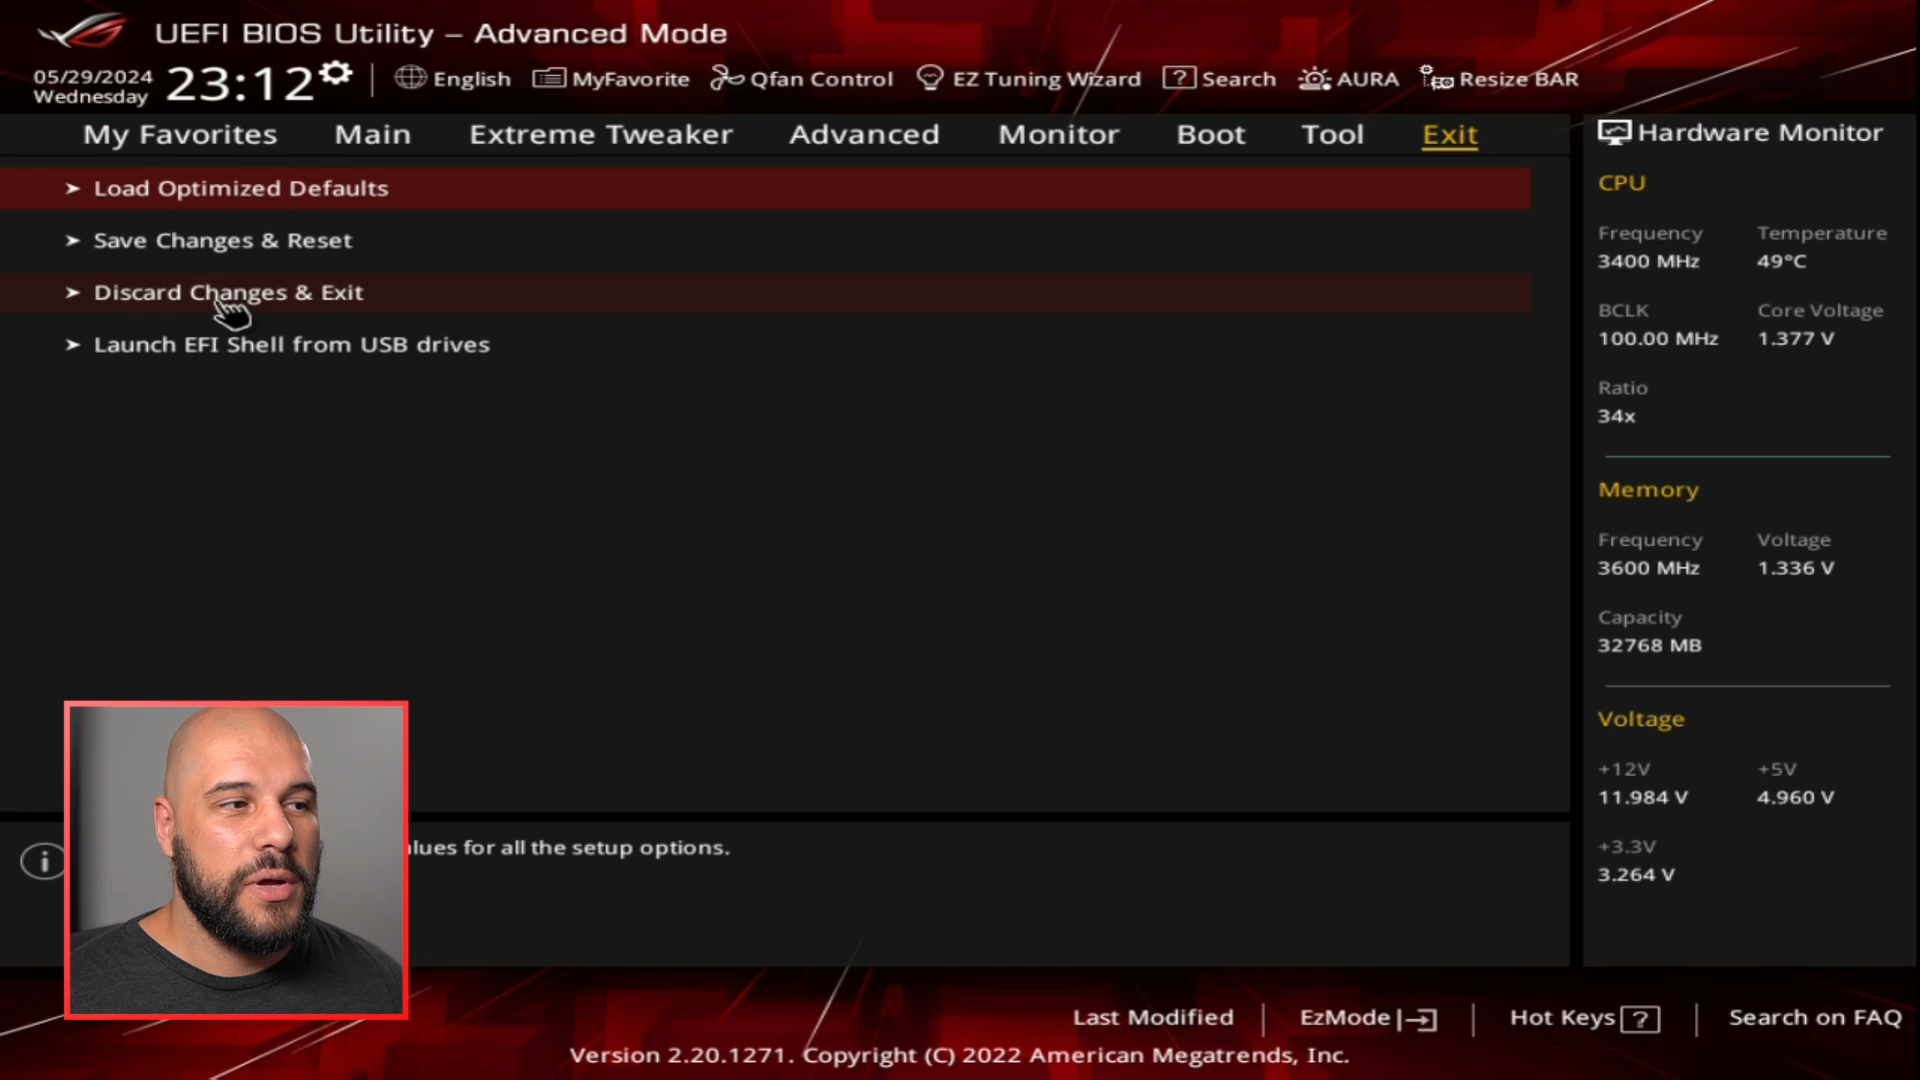 UEFI BIOS Utility – Advanced Mode
05/29/2024
Wednesday
23:12
English
MyFavorite
Qfan Control
EZ Tuning Wizard
? Search
AURA
Resize BAR
My Favorites
Main
Extreme Tweaker
Advanced
Monitor
Boot
Tool
Exit
Load Optimized Defaults
Save Changes & Reset
Discard Changes & Exit
Launch EFI Shell from USB drives
Hardware Monitor
CPU
Frequency Temperature
3400 MHz 49°C
BCLK Core Voltage
100.00 MHz 1.377 V
Ratio
34x
Memory
Frequency Voltage
3600 MHz 1.336 V
Capacity
32768 MB
Voltage
+12V +5V
11.984 V 4.960 V
+3.3V
3.264 V
i
for all the setup options.
Last Modified
EzMode
Hot Keys ?
Search on FAQ
Version 2.20.1271. Copyright (C) 2022 American Megatrends, Inc.